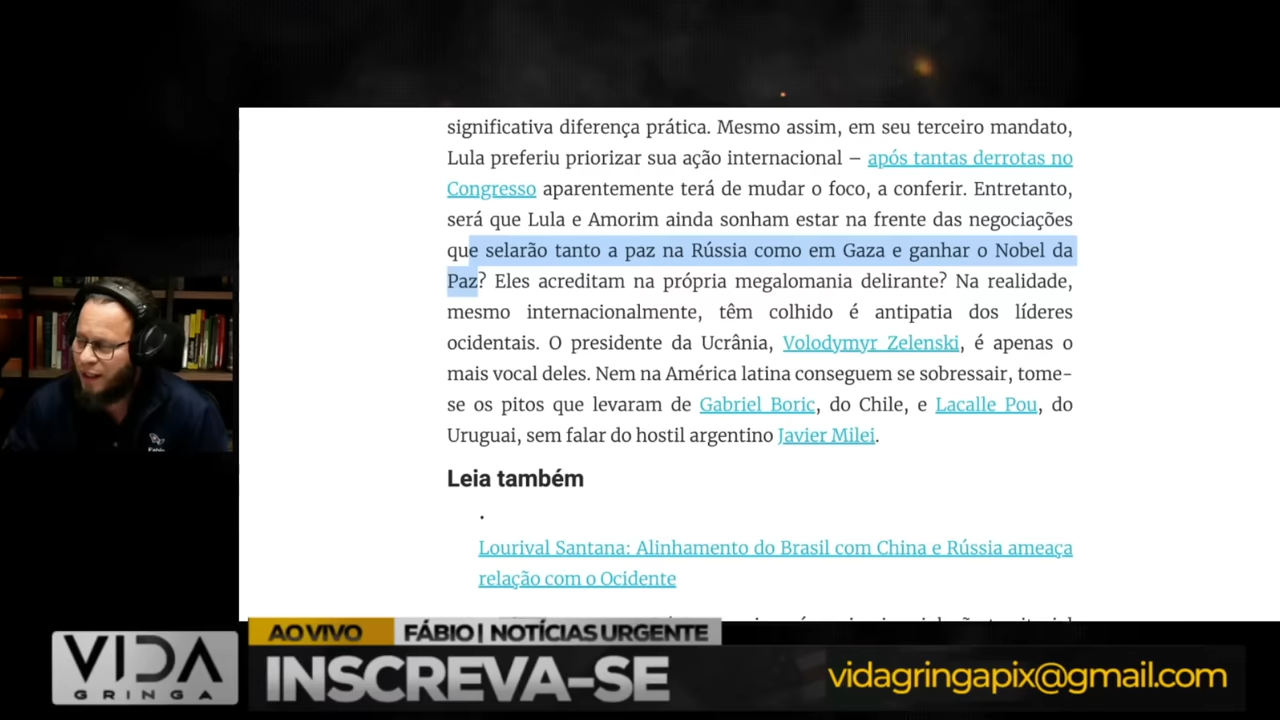 significativa diferença prática. Mesmo assim, em seu terceiro mandato,
Lula preferiu priorizar sua ação internacional – após tantas derrotas no
Congresso aparentemente terá de mudar o foco, a conferir. Entretanto,
será que Lula e Amorim ainda sonham estar na frente das negociações
que selarão tanto a paz na Rússia como em Gaza e ganhar o Nobel da
Paz? Eles acreditam na própria megalomania delirante? Na realidade,
mesmo internacionalmente, têm colhido é antipatia dos líderes
ocidentais. O presidente da Ucrânia, Volodymyr Zelenski, é apenas o
mais vocal deles. Nem na América latina conseguem se sobressair, tome-
se os pitos que levaram de Gabriel Boric, do Chile, e Lacalle Pou, do
Uruguai, sem falar do hostil argentino Javier Milei.
Leia também
Lourival Santana: Alinhamento do Brasil com China e Rússia ameaça
relação com o Ocidente
Fabio
VIDA
GRINGA
AO VIVO FÁBIO | NOTÍCIAS URGENTE
INSCREVA-SE
vidagringapix@gmail.com